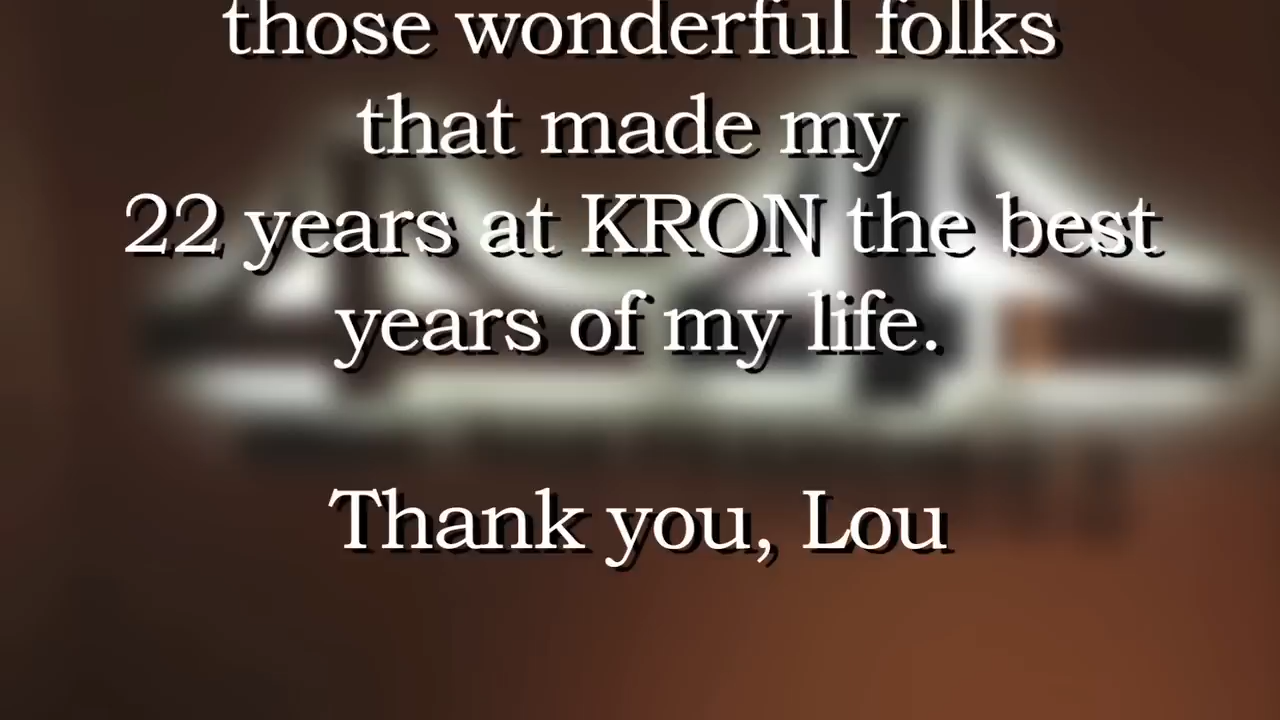 those wonderful folks
that made my
22 years at KRON the best
years of my life.
Thank you, Lou